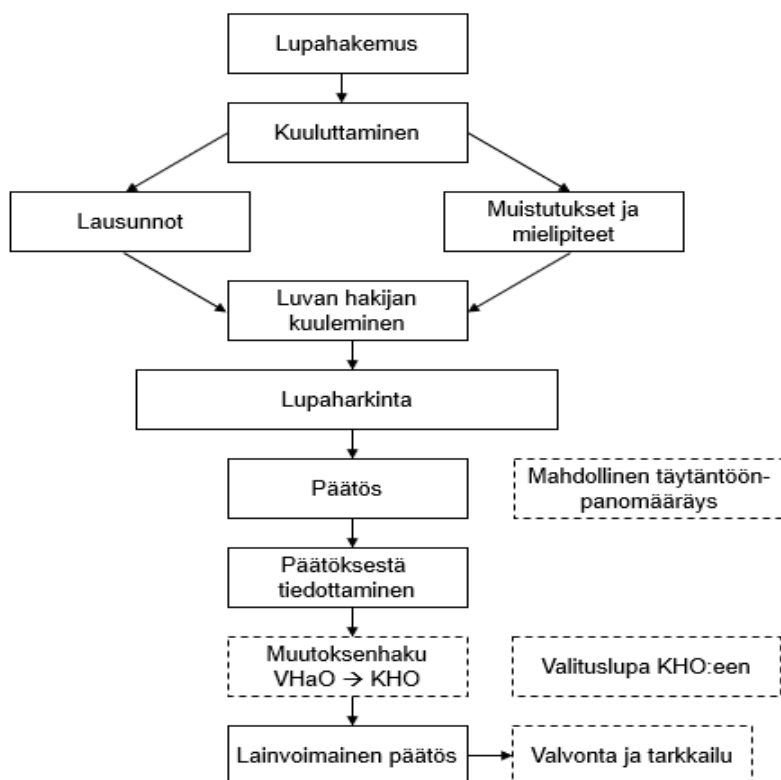 Lupahakemus
Kuuluttaminen
Lausunnot
Muistutukset ja
mielipiteet
Luvan hakijan
kuuleminen
Lupaharkinta
Päätös
Mahdollinen täytäntöön-
panomääräys
Päätöksestä
tiedottaminen
Muutoksenhaku
VHaO → KHO
Valituslupa KHO:een
Lainvoimainen päätös
Valvonta ja tarkkailu